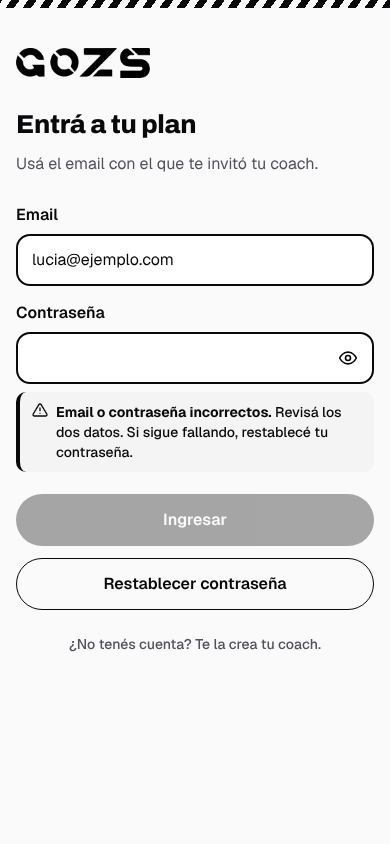 GOZS
Entrá a tu plan
Usá el email con el que te invitó tu coach.
Email
lucia@ejemplo.com
Contraseña
Email o contraseña incorrectos. Revisá los
dos datos. Si sigue fallando, restablecé tu
contraseña.
Ingresar
Restablecer contraseña
¿No tenés cuenta? Te la crea tu coach.